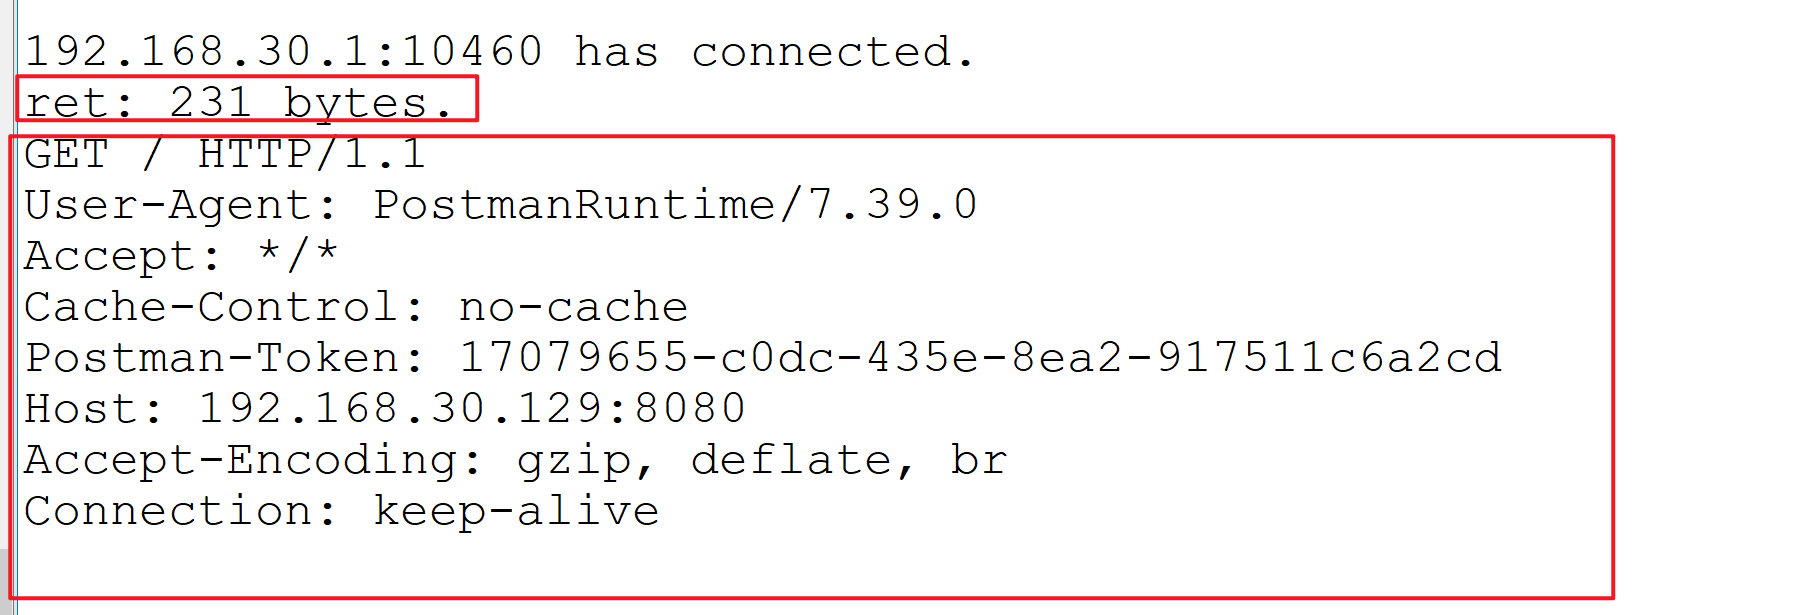 192.168.30.1:10460 has connected.
ret: 231 bytes.
GET / HTTP/1.1
User-Agent: PostmanRuntime/7.39.0
Accept: */*
Cache-Control: no-cache
Postman-Token: 17079655-c0dc-435e-8ea2-917511c6a2cd
Host: 192.168.30.129:8080
Accept-Encoding: gzip, deflate, br
Connection: keep-alive